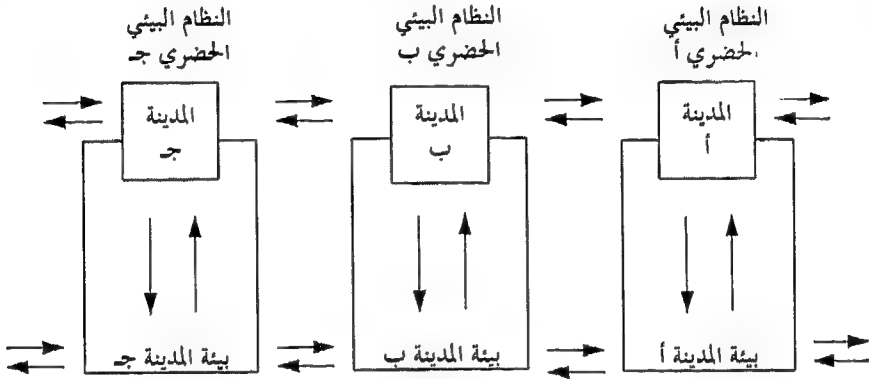 النظام البيئي
الحضري أ
النظام البيئي
الحضري ب
النظام البيئي
الحضري جـ
المدينة
أ
المدينة
ب
المدينة
جـ
بيئة المدينة أ
بيئة المدينة ب
بيئة المدينة جـ